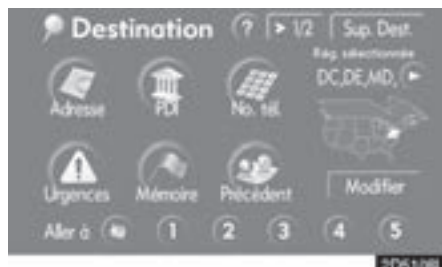 Destination ? 1/2 Sup. Dest.
Rég. sélectionnée
DC,DE,MD,
Adresse PDI No. tél.
Urgences Mémoire Précédent Modifier
Aller à 1 2 3 4 5